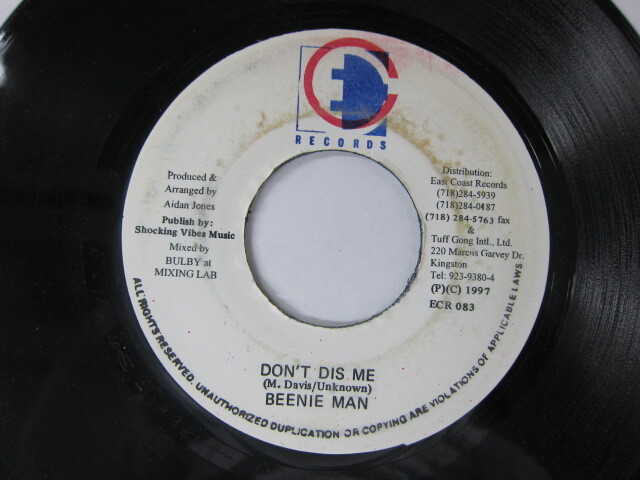 EC
RECORDS
Produced &
Arranged by
Aidan Jones
Publish by:
Shocking Vibes Music
Mixed by
BULBY at
MIXING LAB
Distribution:
East Coast Records
(718)284-5939
(718)284-0187
(718) 284-5763 fax
&
Tuff Gong Intl., Ltd.
220 Marcus Garvey Dr.
Kingston
Tel: 923-9380-4
(P)(C) 1997
ECR 083
DON'T DIS ME
(M. Davis/Unknown)
BEENIE MAN
ALL RIGHTS RESERVED. UNAUTHORIZED DUPLICATION OR COPYING ARE VIOLATIONS OF APPLICABLE LAWS